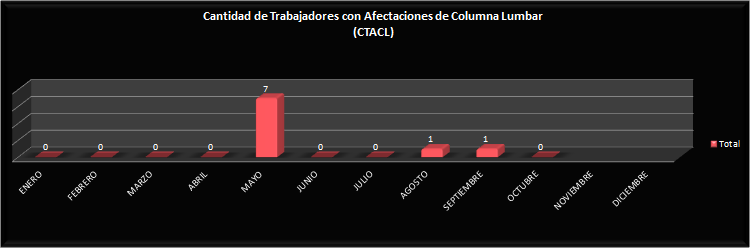 Cantidad de Trabajadores con Afectaciones de Columna Lumbar
(CTACL)
7
0 0 0 0 0 0 1 1 0
Total
ENERO FEBRERO MARZO ABRIL MAYO JUNIO JULIO AGOSTO SEPTIEMBRE OCTUBRE NOVIEMBRE DICIEMBRE